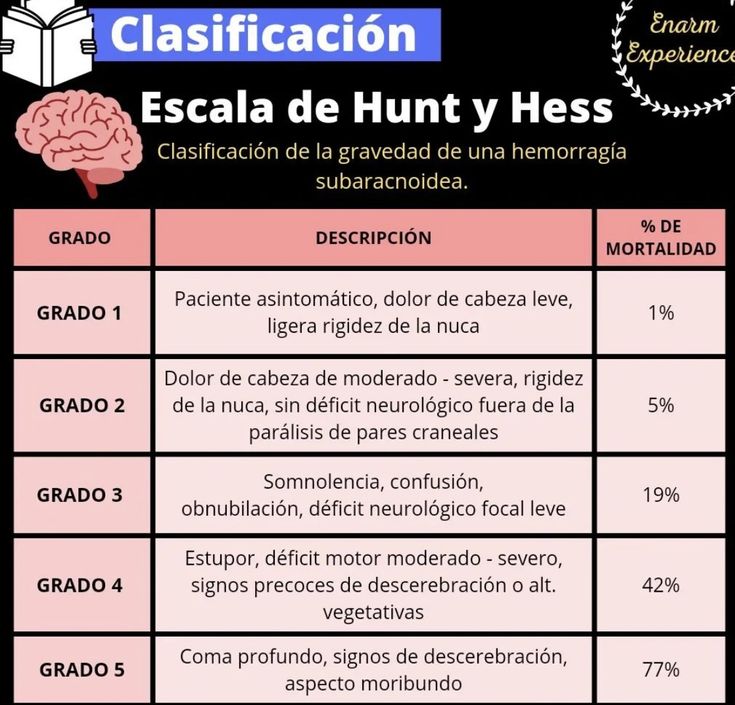 Clasificación
Enarm
Experience
Escala de Hunt y Hess
Clasificación de la gravedad de una hemorragía
subaracnoidea.
GRADO
DESCRIPCIÓN
% DE
MORTALIDAD
GRADO 1
Paciente asintomático, dolor de cabeza leve,
ligera rigidez de la nuca
1%
GRADO 2
Dolor de cabeza de moderado - severa, rigidez
de la nuca, sin déficit neurológico fuera de la
parálisis de pares craneales
5%
GRADO 3
Somnolencia, confusión,
obnubilación, déficit neurológico focal leve
19%
GRADO 4
Estupor, déficit motor moderado - severo,
signos precoces de descerebración o alt.
vegetativas
42%
GRADO 5
Coma profundo, signos de descerebración,
aspecto moribundo
77%